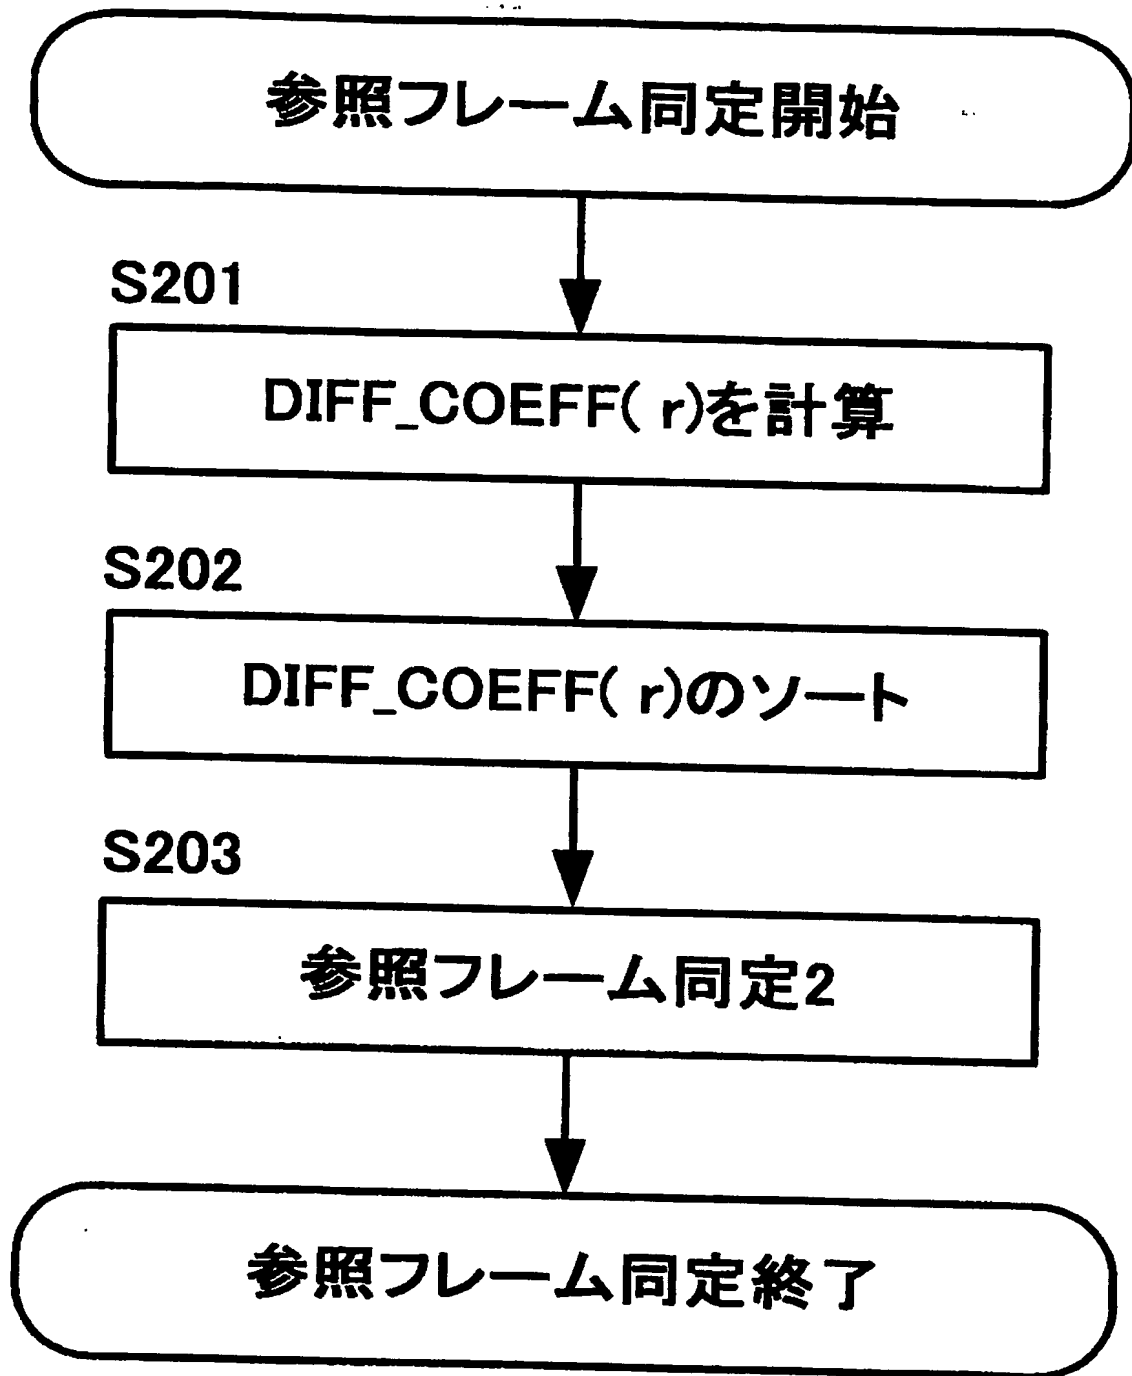 参照フレーム同定開始
S201
DIFF_COEFF( r)を計算
S202
DIFF_COEFF( r)のソート
S203
参照フレーム同定2
参照フレーム同定終了